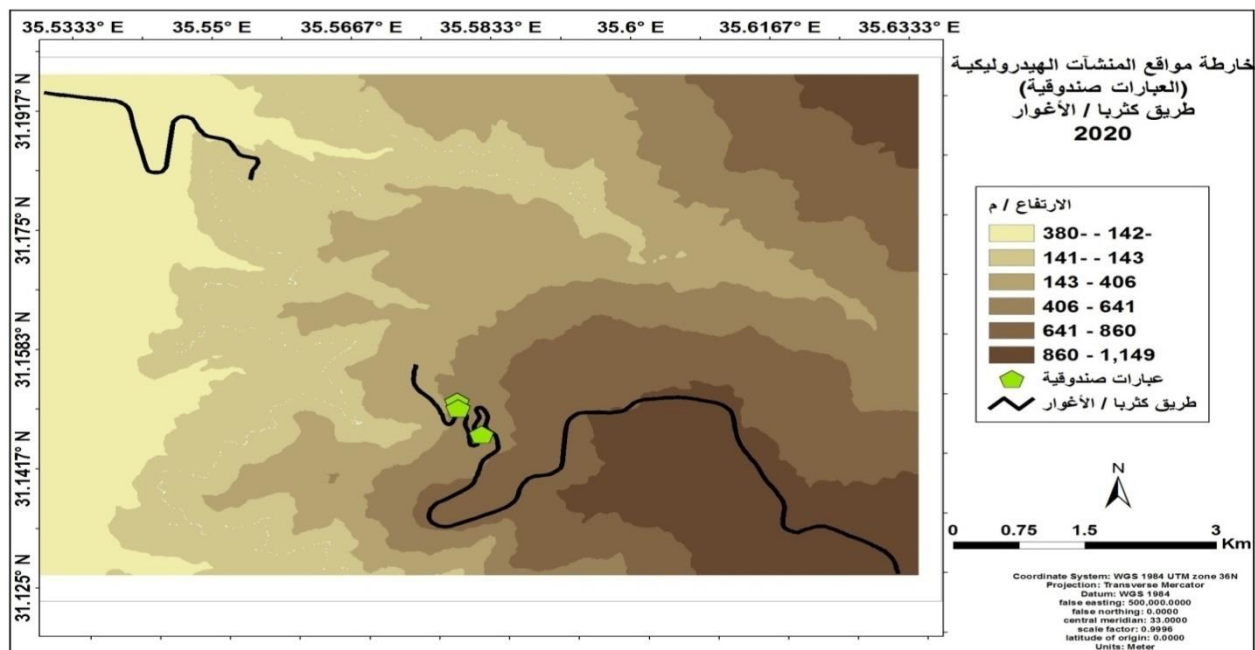 35.5333° E 35.55° E 35.5667° E 35.5833° E 35.6° E 35.6167° E 35.6333° E
31.1917° N
31.175° N
31.1583° N
31.1417° N
31.125° N
خارطة مواقع المنشآت الهيدروليكية
(العبارات صندوقية)
طريق كثربا / الأغوار
2020
الارتفاع / م
380- - 142-
141- - 143
143 - 406
406 - 641
641 - 860
860 - 1,149
عبارات صندوقية
طريق كثربا / الأغوار
N
0 0.75 1.5 3
Km
Coordinate System: WGS 1984 UTM zone 36N
Projection: Transverse Mercator
Datum: WGS 1984
false easting: 500,000.0000
false northing: 0.0000
central meridian: 33.0000
scale factor: 0.9996
latitude of origin: 0.0000
Units: Meter